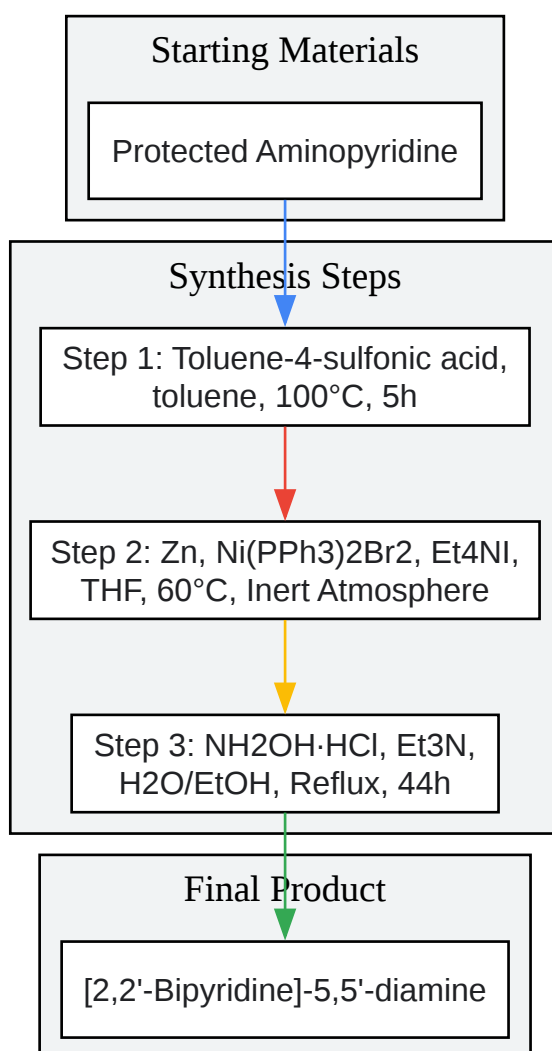 Starting Materials
Protected Aminopyridine
Synthesis Steps
Step 1: Toluene-4-sulfonic acid,
toluene, 100°C, 5h
Step 2: Zn, Ni(PPh3)2Br2, Et4NI,
THF, 60°C, Inert Atmosphere
Step 3: NH2OH·HCl, Et3N,
H2O/EtOH, Reflux, 44h
Final Product
[2,2'-Bipyridine]-5,5'-diamine